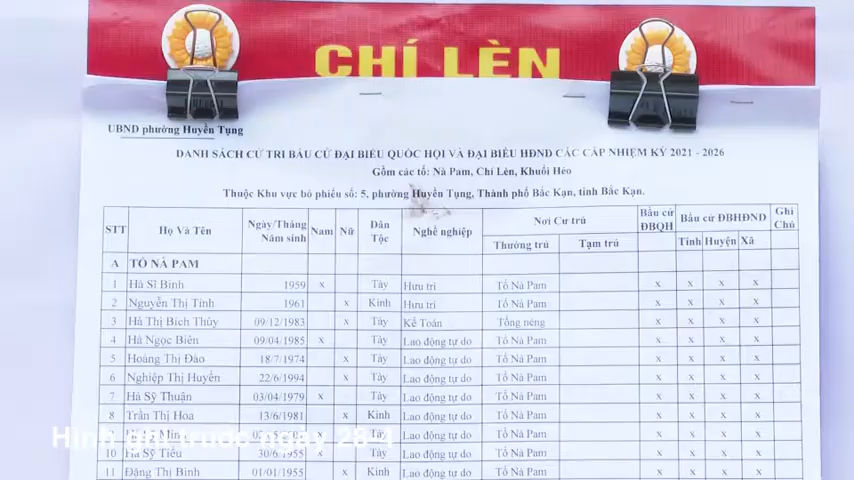 CHÍ LÈN
UBND phường Huyền Tụng
DANH SÁCH CỬ TRI BẦU CỬ ĐẠI BIỂU QUỐC HỘI VÀ ĐẠI BIỂU HĐND CÁC CẤP NHIỆM KỲ 2021 - 2026
Gồm các tổ: Nà Pam, Chí Lèn, Khuổi Hẻo
Thuộc Khu vực bỏ phiếu số: 5, phường Huyền Tụng, Thành phố Bắc Kạn, tỉnh Bắc Kạn.
STT Họ Và Tên Ngày/Tháng Năm sinh Nam Nữ Dân Tộc Nghề nghiệp Nơi Cư trú Bầu cử ĐBQH Bầu cử ĐBHĐND Ghi Chú
Thường trú Tạm trú Tỉnh Huyện Xã
A TỔ NÀ PAM
1 Hà Sĩ Bình 1959 x Tày Hưu trí Tổ Nà Pam x x x x
2 Nguyễn Thị Tính 1961 x Kinh Hưu trí Tổ Nà Pam x x x x
3 Hà Thị Bích Thủy 09/12/1983 x Tày Kế Toán Tổng nẻng x x x x
4 Hà Ngọc Biên 09/04/1985 x Tày Lao động tự do Tổ Nà Pam x x x x
5 Hoàng Thị Đào 18/7/1974 x Tày Lao động tự do Tổ Nà Pam x x x x
6 Nghiệp Thị Huyền 22/6/1994 x Tày Lao động tự do Tổ Nà Pam x x x x
7 Hà Sỹ Thuận 03/04/1979 x Tày Lao động tự do Tổ Nà Pam x x x x
8 Trần Thị Hoa 13/6/1981 x Kinh Lao động tự do Tổ Nà Pam x x x x
Lao động tự do Tổ Nà Pam x x x x
Hình ghi trước ngày 28-4
10 Hà Sỹ Tiểu 30/6/1955 x Tày Lao động tự do Tổ Nà Pam x x x x
11 Đặng Thị Bình 01/01/1955 x Kinh Lao động tự do Tổ Nà Pam x x x x